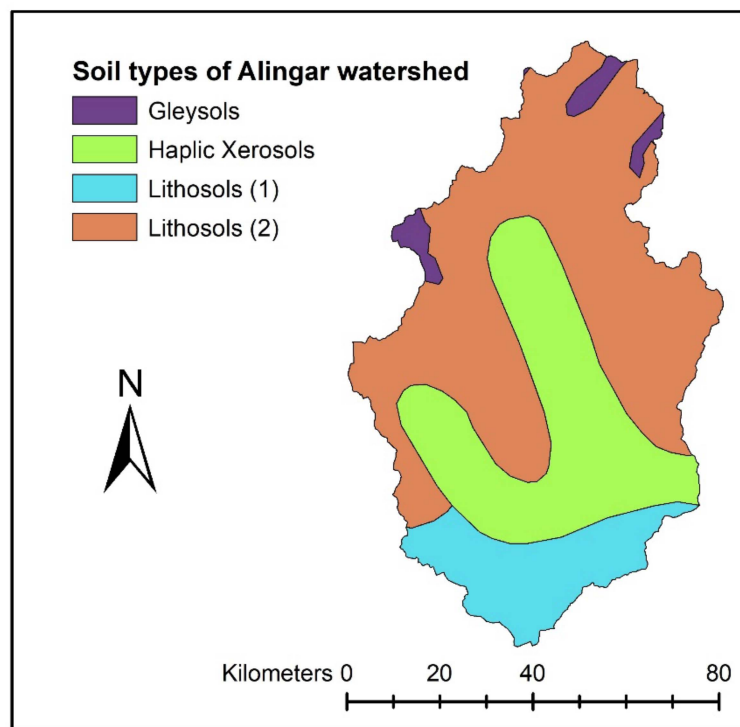 Soil types of Alingar watershed
Gleysols
Haplic Xerosols
Lithosols (1)
Lithosols (2)
N
Kilometers 0 20 40 80